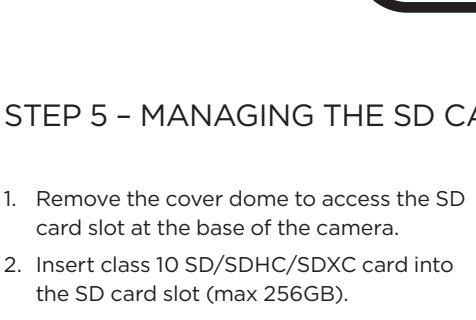 STEP 5 – MANAGING THE SD
1. Remove the cover dome to access the SD
card slot at the base of the camera.
2. Insert class 10 SD/SDHC/SDXC card into
the SD card slot (max 256GB).